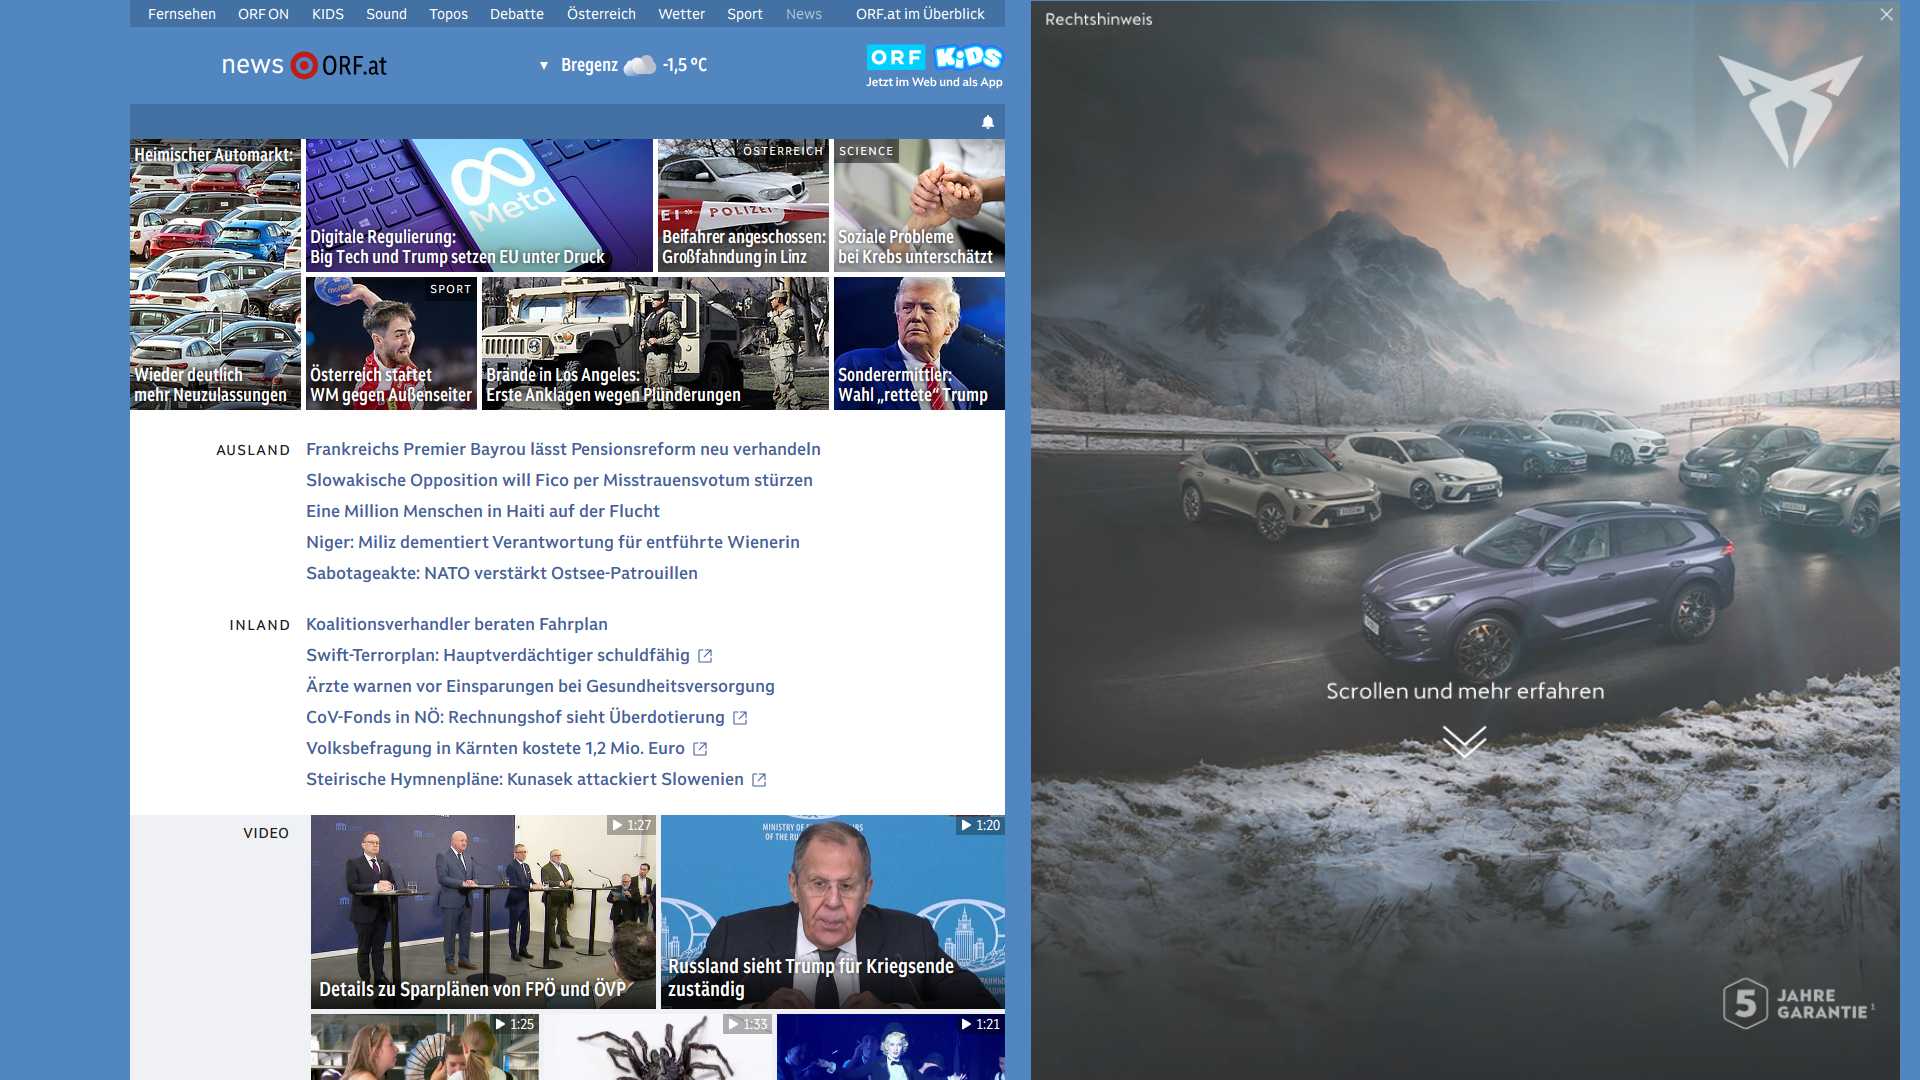 Fernsehen ORF ON KIDS Sound Topos Debatte Österreich Wetter Sport News ORF.at im Überblick
news ORF.at
Bregenz -1,5 °C
ORF KiDS
Jetzt im Web und als App
Heimischer Automarkt:
Wieder deutlich
mehr Neuzulassungen
Meta
Digitale Regulierung:
Big Tech und Trump setzen EU unter Druck
ÖSTERREICH
POLIZEI
Beifahrer angeschossen:
Großfahndung in Linz
SCIENCE
Soziale Probleme
bei Krebs unterschätzt
molten
SPORT
Österreich startet
WM gegen Außenseiter
Brände in Los Angeles:
Erste Anklagen wegen Plünderungen
Sonderermittler:
Wahl „rettete“ Trump
AUSLAND
Frankreichs Premier Bayrou lässt Pensionsreform neu verhandeln
Slowakische Opposition will Fico per Misstrauensvotum stürzen
Eine Million Menschen in Haiti auf der Flucht
Niger: Miliz dementiert Verantwortung für entführte Wienerin
Sabotageakte: NATO verstärkt Ostsee-Patrouillen
INLAND
Koalitionsverhandler beraten Fahrplan
Swift-Terrorplan: Hauptverdächtiger schuldfähig
Ärzte warnen vor Einsparungen bei Gesundheitsversorgung
CoV-Fonds in NÖ: Rechnungshof sieht Überdotierung
Volksbefragung in Kärnten kostete 1,2 Mio. Euro
Steirische Hymnenpläne: Kunasek attackiert Slowenien
VIDEO
1:27
Details zu Sparplänen von FPÖ und ÖVP
1:20
MINISTRY OF
OF THE RU
Russland sieht Trump für Kriegsende
zuständig
1:25
1:33
1:21
Rechtshinweis
Scrollen und mehr erfahren
5 JAHRE
GARANTIE¹